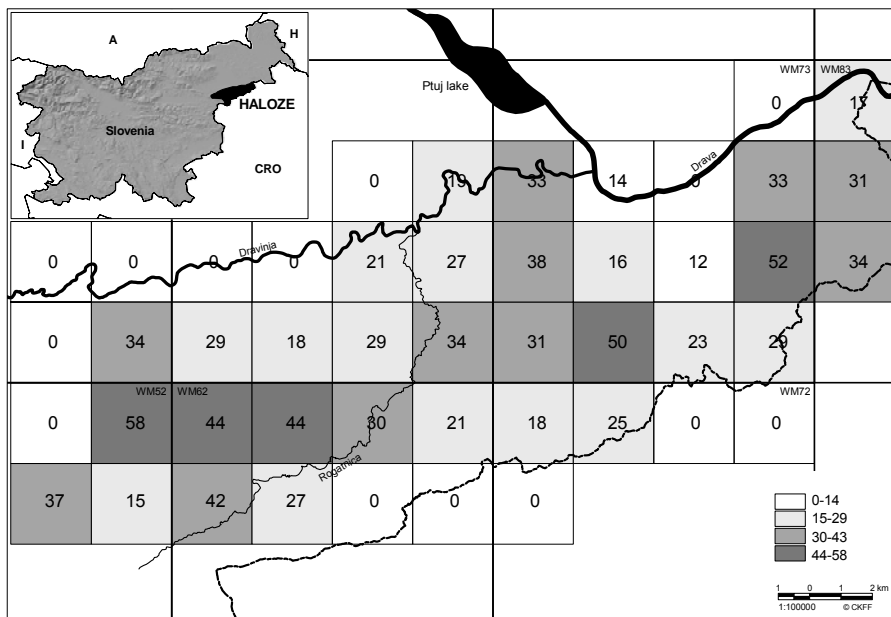 A
H
HALOZE
Slovenia
I
CRO
Ptuj lake
WM73 WM83
0 17
Drava
0 19 33 14 0 33 31
Dravinja
0 0 0 0 21 27 38 16 12 52 34
0 34 29 18 29 34 31 50 23 29
WM52 WM62 WM72
0 58 44 44 30 21 18 25 0 0
Rogatnica
37 15 42 27 0 0 0
0-14
15-29
30-43
44-58
1 0 1 2 km
1:100000 © CKFF